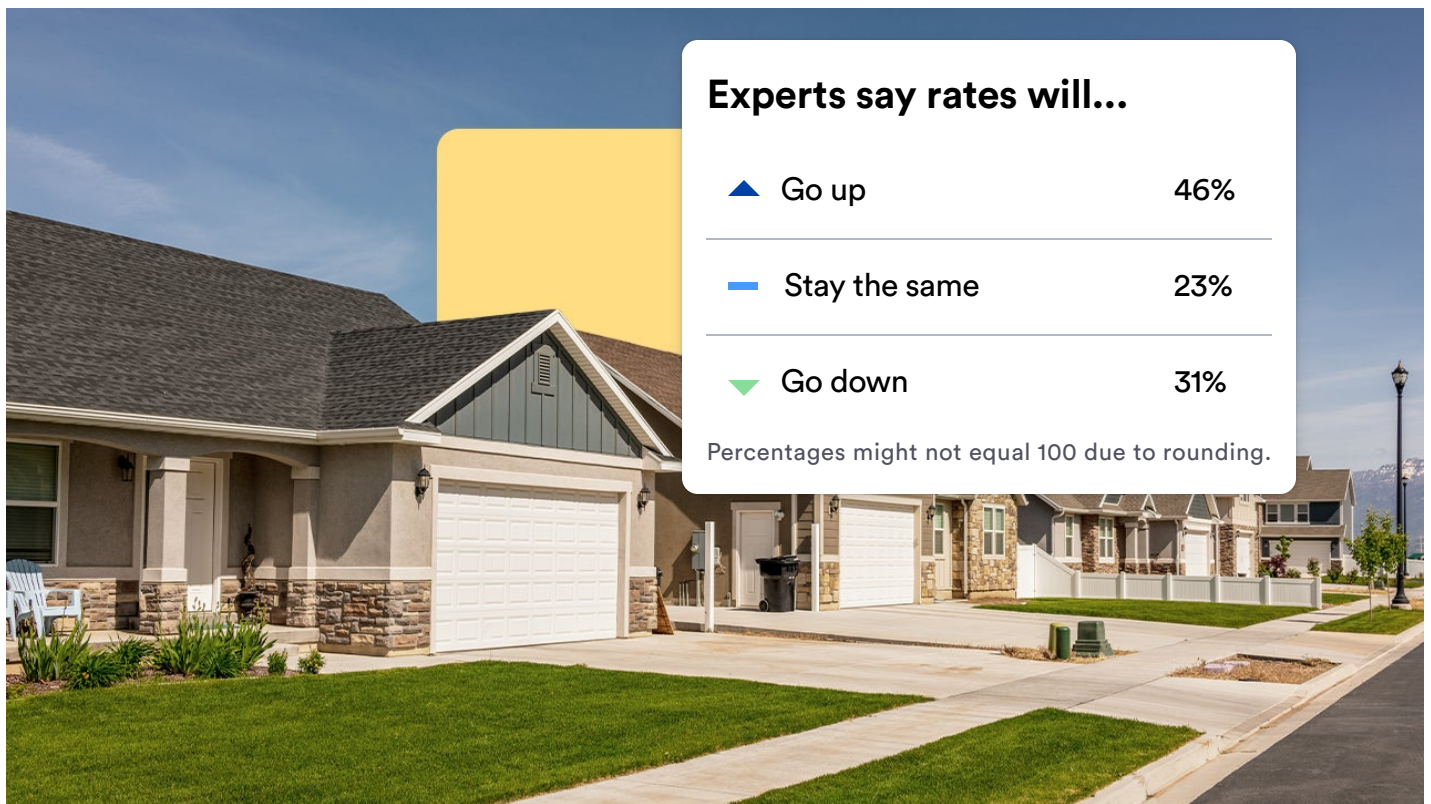 Experts say rates will...
Go up 46%
Stay the same 23%
Go down 31%
Percentages might not equal 100 due to rounding.